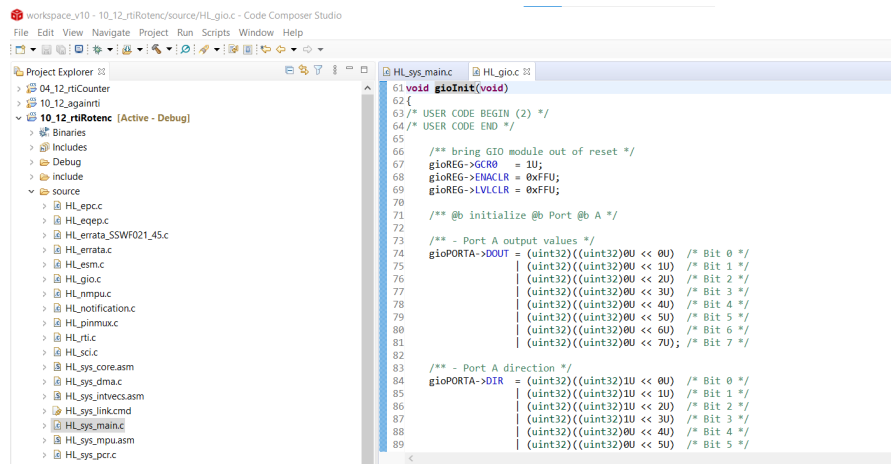 workspace_v10 - 10_12_rtiRotenc/source/HL_gio.c - Code Composer Studio
File Edit View Navigate Project Run Scripts Window Help
Project Explorer
04_12_rtiCounter
10_12_againrti
10_12_rtiRotenc [Active - Debug]
Binaries
Includes
Debug
include
source
HL_epc.c
HL_eqep.c
HL_errata_SSWF021_45.c
HL_errata.c
HL_esm.c
HL_gio.c
HL_nmpu.c
HL_notification.c
HL_pinmux.c
HL_rti.c
HL_sci.c
HL_sys_core.asm
HL_sys_dma.c
HL_sys_intvecs.asm
HL_sys_link.cmd
HL_sys_main.c
HL_sys_mpu.asm
HL_sys_pcr.c
HL_sys_main.c HL_gio.c
61 void gioInit(void)
62 {
63 /* USER CODE BEGIN (2) */
64 /* USER CODE END */
65
66 /** bring GIO module out of reset */
67 gioREG->GCR0 = 1U;
68 gioREG->ENACLR = 0xFFU;
69 gioREG->LVLCLR = 0xFFU;
70
71 /** @b initialize @b Port @b A */
72
73 /** - Port A output values */
74 gioPORTA->DOUT = (uint32)((uint32)0U << 0U) /* Bit 0 */
75 | (uint32)((uint32)0U << 1U) /* Bit 1 */
76 | (uint32)((uint32)0U << 2U) /* Bit 2 */
77 | (uint32)((uint32)0U << 3U) /* Bit 3 */
78 | (uint32)((uint32)0U << 4U) /* Bit 4 */
79 | (uint32)((uint32)0U << 5U) /* Bit 5 */
80 | (uint32)((uint32)0U << 6U) /* Bit 6 */
81 | (uint32)((uint32)0U << 7U); /* Bit 7 */
82
83 /** - Port A direction */
84 gioPORTA->DIR = (uint32)((uint32)1U << 0U) /* Bit 0 */
85 | (uint32)((uint32)1U << 1U) /* Bit 1 */
86 | (uint32)((uint32)1U << 2U) /* Bit 2 */
87 | (uint32)((uint32)1U << 3U) /* Bit 3 */
88 | (uint32)((uint32)0U << 4U) /* Bit 4 */
89 | (uint32)((uint32)0U << 5U) /* Bit 5 */